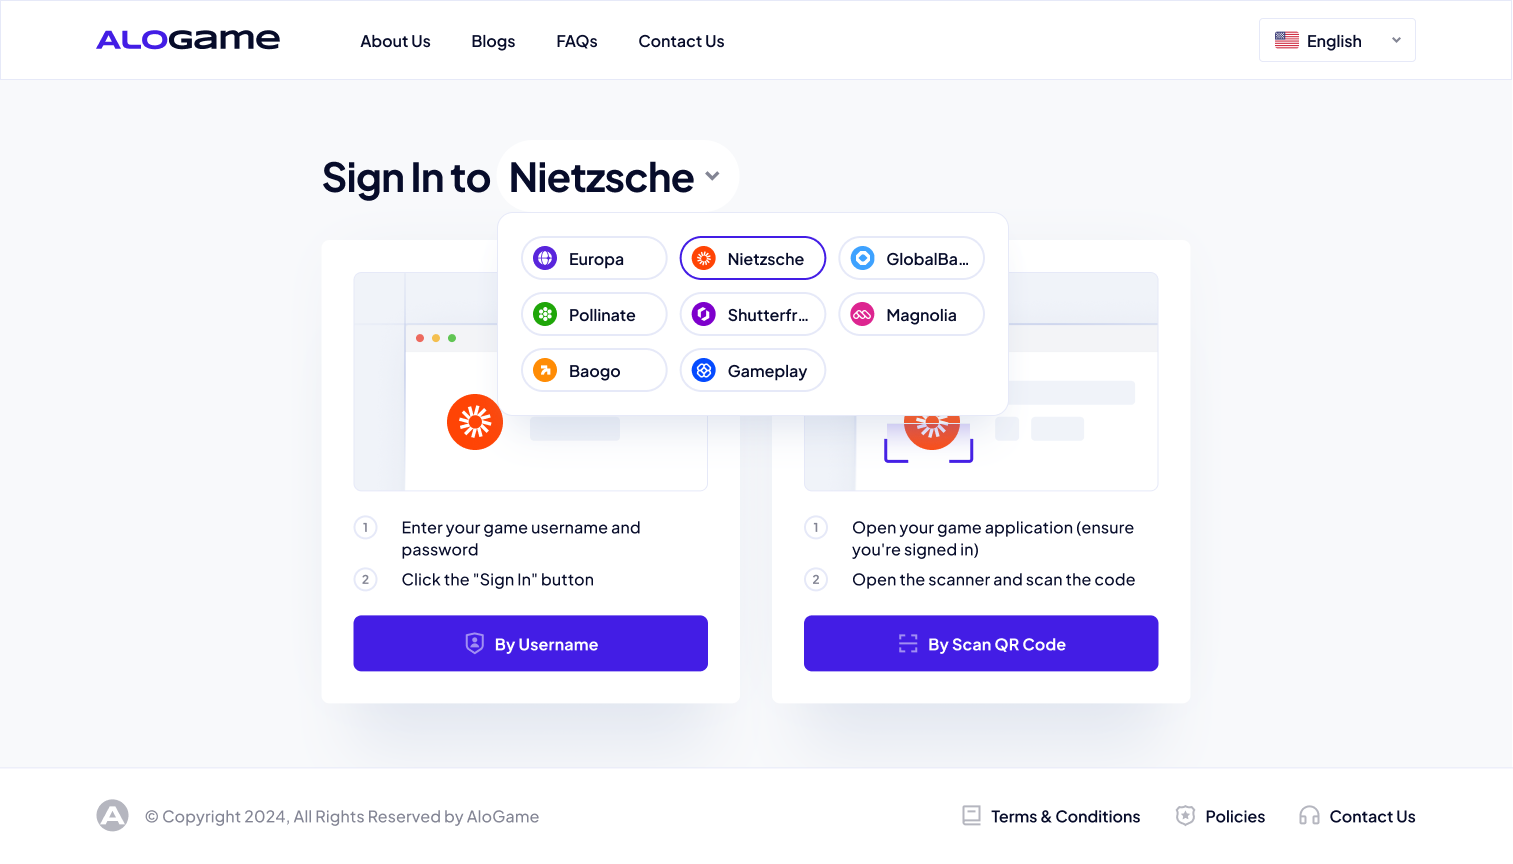 ALOGAME
About Us
Blogs
FAQs
Contact Us
English
Sign In to Nietzsche
Europa
Nietzsche
GlobalBa...
Pollinate
Shutterfr...
Magnolia
Baogo
Gameplay
1 Enter your game username and
password
2 Click the "Sign In" button
By Username
1 Open your game application (ensure
you're signed in)
2 Open the scanner and scan the code
By Scan QR Code
© Copyright 2024, All Rights Reserved by AloGame
Terms & Conditions
Policies
Contact Us